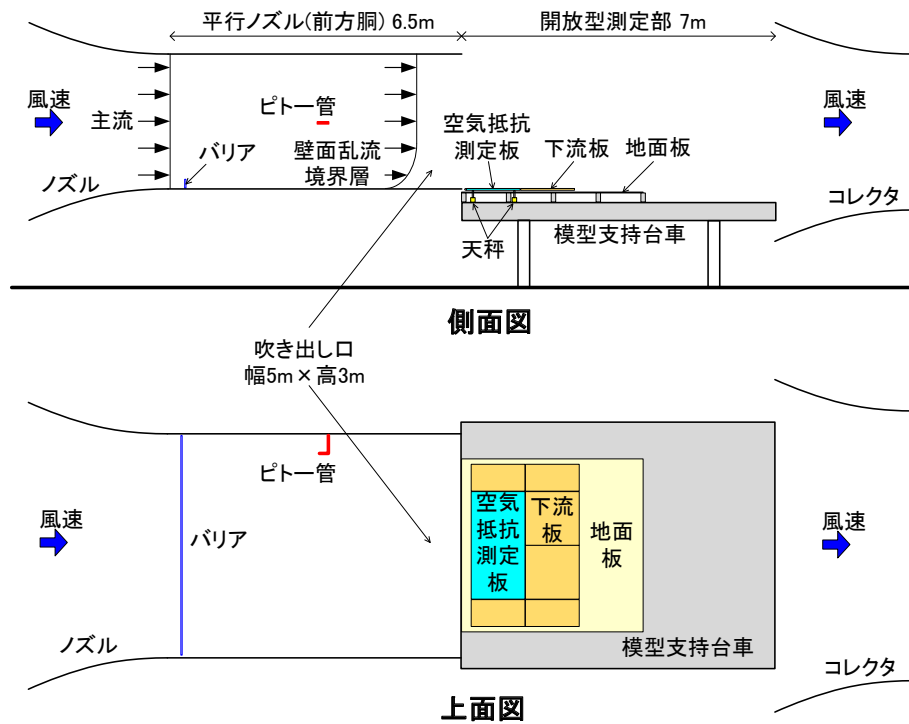 平行ノズル(前方胴) 6.5m
開放型測定部 7m
風速
主流
ピトー管
バリア
壁面乱流
境界層
空気抵抗
測定板
下流板
地面板
風速
ノズル
天秤
模型支持台車
コレクタ
側面図
吹き出し口
幅5m×高3m
ピトー管
風速
バリア
空気
抵抗
測定
板
下流
板
地面
板
風速
ノズル
模型支持台車
コレクタ
上面図